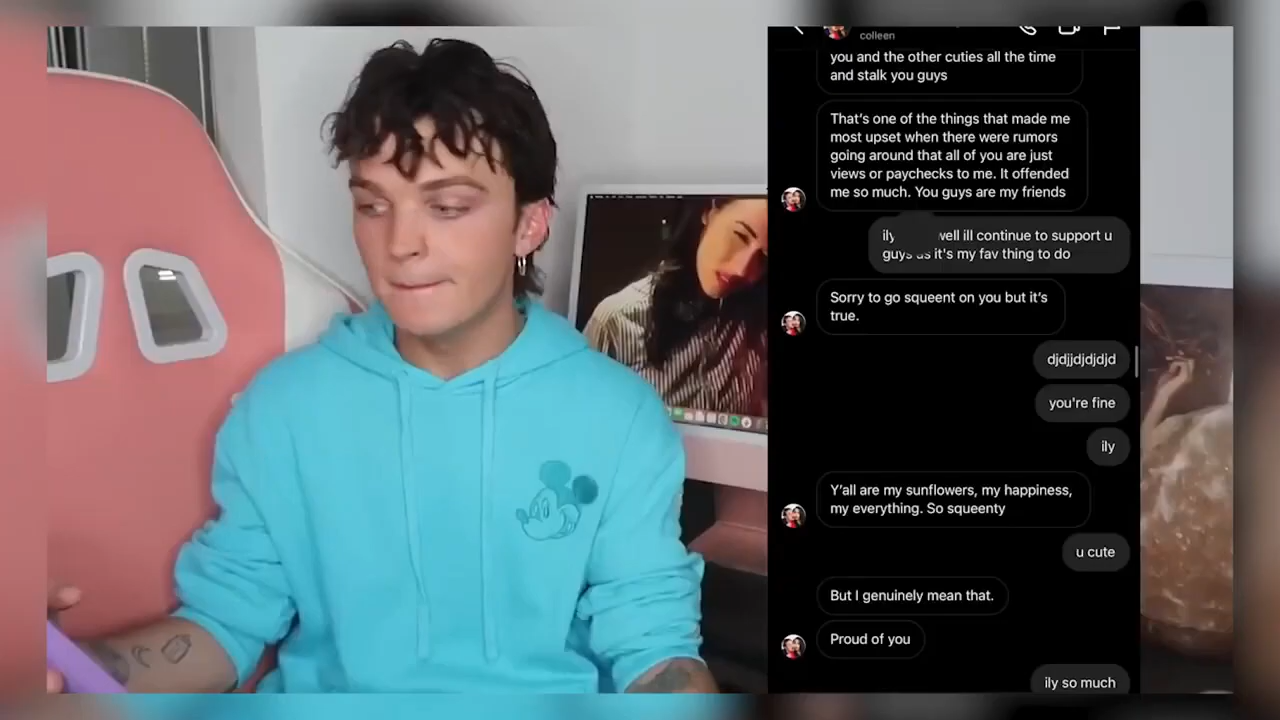 colleen
you and the other cuties all the time
and stalk you guys
That's one of the things that made me
most upset when there were rumors
going around that all of you are just
views or paychecks to me. It offended
me so much. You guys are my friends
ily well ill continue to support u
guys as it's my fav thing to do
Sorry to go squeent on you but it's
true.
djdjjdjdjdjd
you're fine
ily
Y'all are my sunflowers, my happiness,
my everything. So squeenty
u cute
But I genuinely mean that.
Proud of you
ily so much